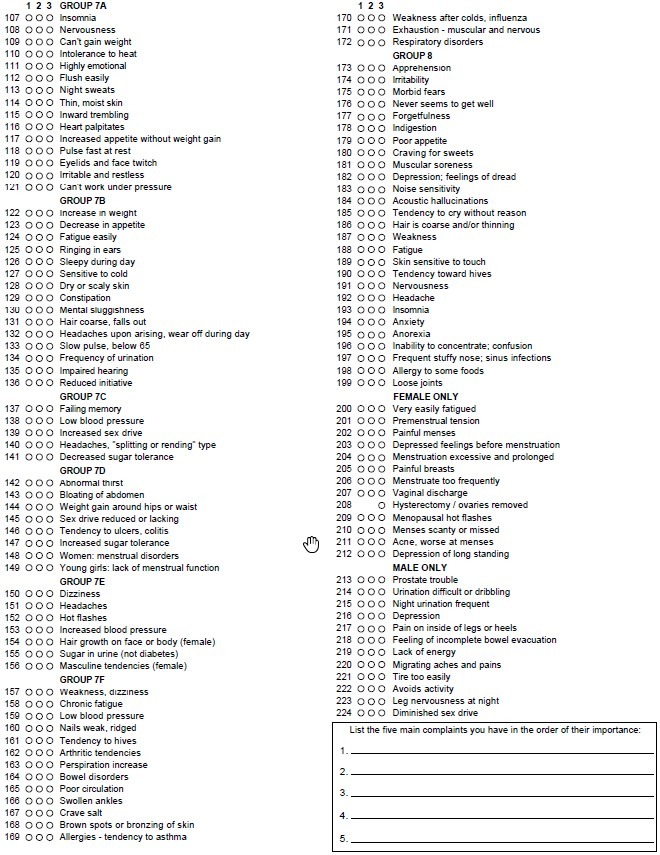 1 2 3 GROUP 7A
107 O O O Insomnia
108 O O O Nervousness
109 O O O Can't gain weight
110 O O O Intolerance to heat
111 O O O Highly emotional
112 O O O Flush easily
113 O O O Night sweats
114 O O O Thin, moist skin
115 O O O Inward trembling
116 O O O Heart palpitates
117 O O O Increased appetite without weight gain
118 O O O Pulse fast at rest
119 O O O Eyelids and face twitch
120 O O O Irritable and restless
121 O O O Can't work under pressure
GROUP 7B
122 O O O Increase in weight
123 O O O Decrease in appetite
124 O O O Fatigue easily
125 O O O Ringing in ears
126 O O O Sleepy during day
127 O O O Sensitive to cold
128 O O O Dry or scaly skin
129 O O O Constipation
130 O O O Mental sluggishness
131 O O O Hair coarse, falls out
132 O O O Headaches upon arising, wear off during day
133 O O O Slow pulse, below 65
134 O O O Frequency of urination
135 O O O Impaired hearing
136 O O O Reduced initiative
GROUP 7C
137 O O O Failing memory
138 O O O Low blood pressure
139 O O O Increased sex drive
140 O O O Headaches, "splitting or rending" type
141 O O O Decreased sugar tolerance
GROUP 7D
142 O O O Abnormal thirst
143 O O O Bloating of abdomen
144 O O O Weight gain around hips or waist
145 O O O Sex drive reduced or lacking
146 O O O Tendency to ulcers, colitis
147 O O O Increased sugar tolerance
148 O O O Women: menstrual disorders
149 O O O Young girls: lack of menstrual function
GROUP 7E
150 O O O Dizziness
151 O O O Headaches
152 O O O Hot flashes
153 O O O Increased blood pressure
154 O O O Hair growth on face or body (female)
155 O O O Sugar in urine (not diabetes)
156 O O O Masculine tendencies (female)
GROUP 7F
157 O O O Weakness, dizziness
158 O O O Chronic fatigue
159 O O O Low blood pressure
160 O O O Nails weak, ridged
161 O O O Tendency to hives
162 O O O Arthritic tendencies
163 O O O Perspiration increase
164 O O O Bowel disorders
165 O O O Poor circulation
166 O O O Swollen ankles
167 O O O Crave salt
168 O O O Brown spots or bronzing of skin
169 O O O Allergies - tendency to asthma
1 2 3
170 O O O Weakness after colds, influenza
171 O O O Exhaustion - muscular and nervous
172 O O O Respiratory disorders
GROUP 8
173 O O O Apprehension
174 O O O Irritability
175 O O O Morbid fears
176 O O O Never seems to get well
177 O O O Forgetfulness
178 O O O Indigestion
179 O O O Poor appetite
180 O O O Craving for sweets
181 O O O Muscular soreness
182 O O O Depression; feelings of dread
183 O O O Noise sensitivity
184 O O O Acoustic hallucinations
185 O O O Tendency to cry without reason
186 O O O Hair is coarse and/or thinning
187 O O O Weakness
188 O O O Fatigue
189 O O O Skin sensitive to touch
190 O O O Tendency toward hives
191 O O O Nervousness
192 O O O Headache
193 O O O Insomnia
194 O O O Anxiety
195 O O O Anorexia
196 O O O Inability to concentrate; confusion
197 O O O Frequent stuffy nose; sinus infections
198 O O O Allergy to some foods
199 O O O Loose joints
FEMALE ONLY
200 O O O Very easily fatigued
201 O O O Premenstrual tension
202 O O O Painful menses
203 O O O Depressed feelings before menstruation
204 O O O Menstruation excessive and prolonged
205 O O O Painful breasts
206 O O O Menstruate too frequently
207 O O O Vaginal discharge
208 O Hysterectomy / ovaries removed
209 O O O Menopausal hot flashes
210 O O O Menses scanty or missed
211 O O O Acne, worse at menses
212 O O O Depression of long standing
MALE ONLY
213 O O O Prostate trouble
214 O O O Urination difficult or dribbling
215 O O O Night urination frequent
216 O O O Depression
217 O O O Pain on inside of legs or heels
218 O O O Feeling of incomplete bowel evacuation
219 O O O Lack of energy
220 O O O Migrating aches and pains
221 O O O Tire too easily
222 O O O Avoids activity
223 O O O Leg nervousness at night
224 O O O Diminished sex drive
List the five main complaints you have in the order of their importance:
1.
2.
3.
4.
5.